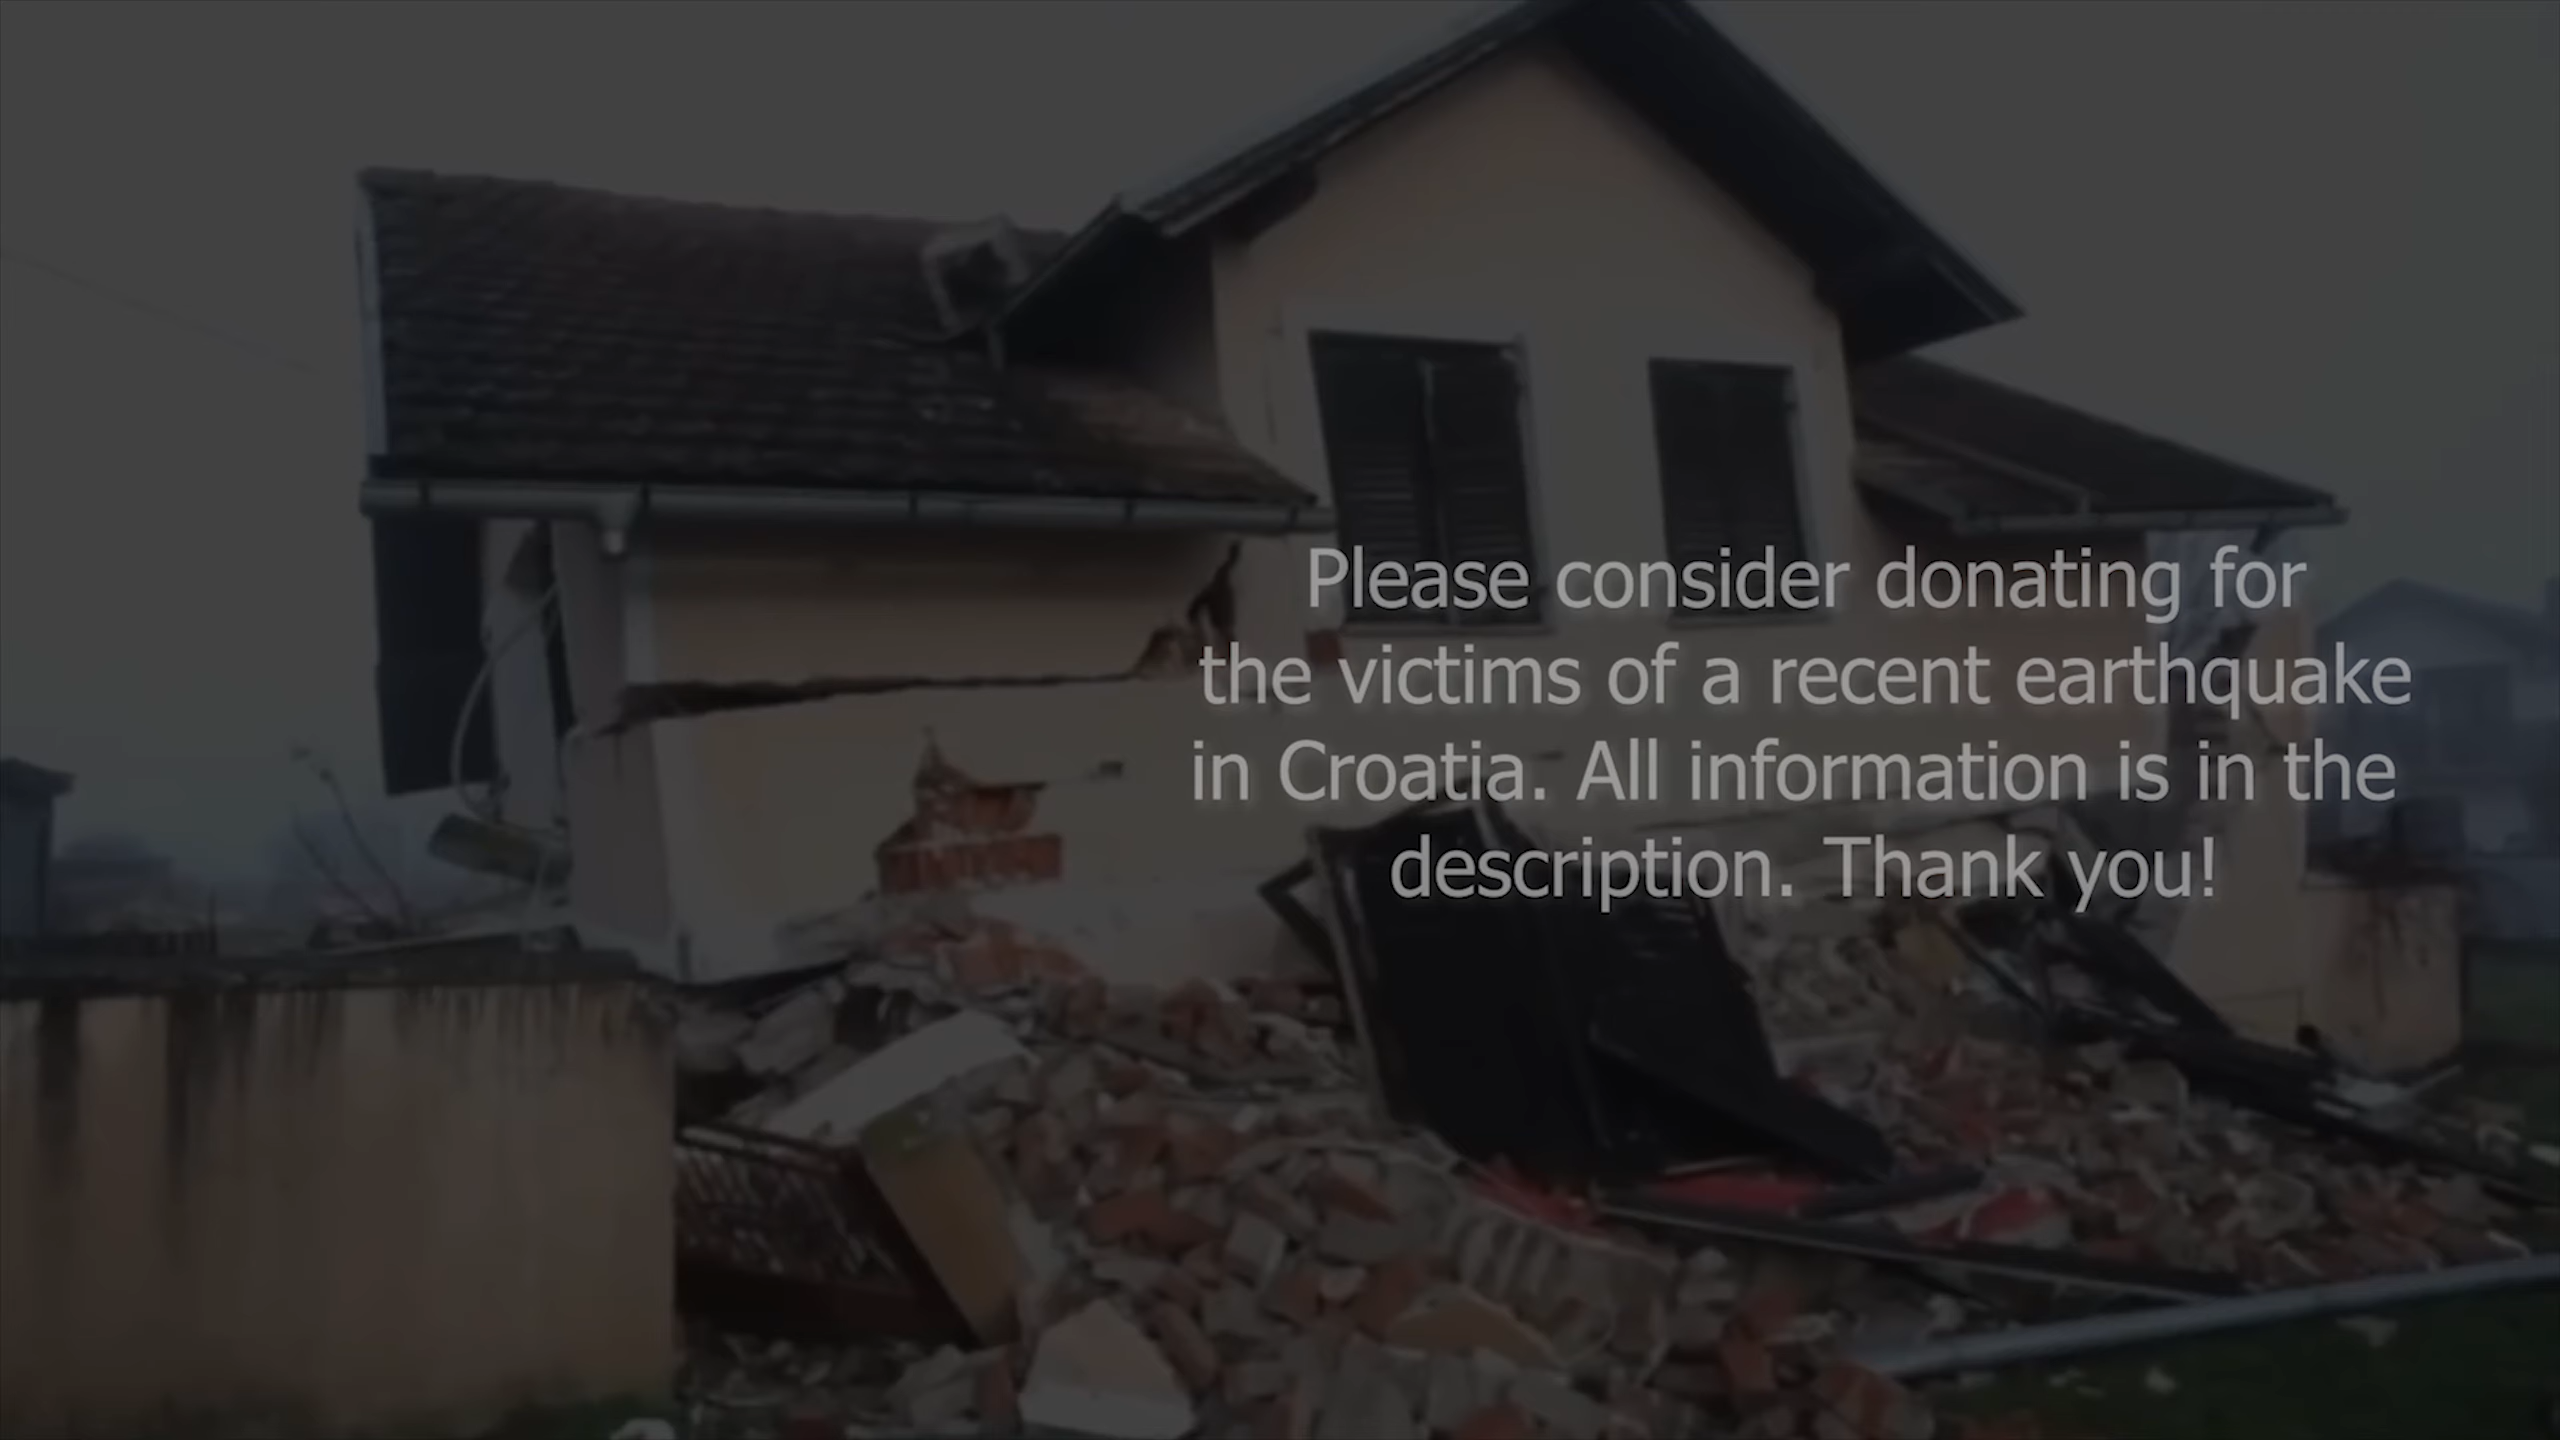 Please consider donating for
the victims of a recent earthquake
in Croatia. All information is in the
description. Thank you!